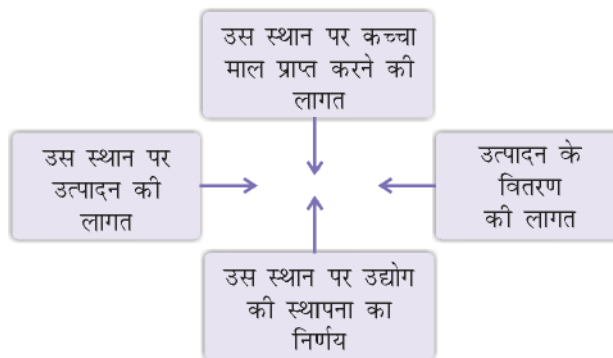 उस स्थान पर कच्चा
माल प्राप्त करने की
लागत
उस स्थान पर
उत्पादन की
लागत
उत्पादन के
वितरण
की लागत
उस स्थान पर उद्योग
की स्थापना का
निर्णय